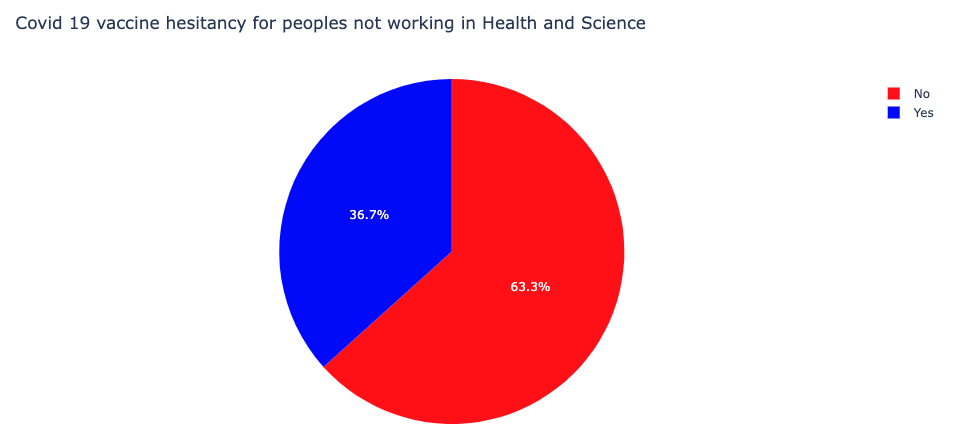 Covid 19 vaccine hesitancy for peoples not working in Health and Science
No
Yes
36.7%
63.3%